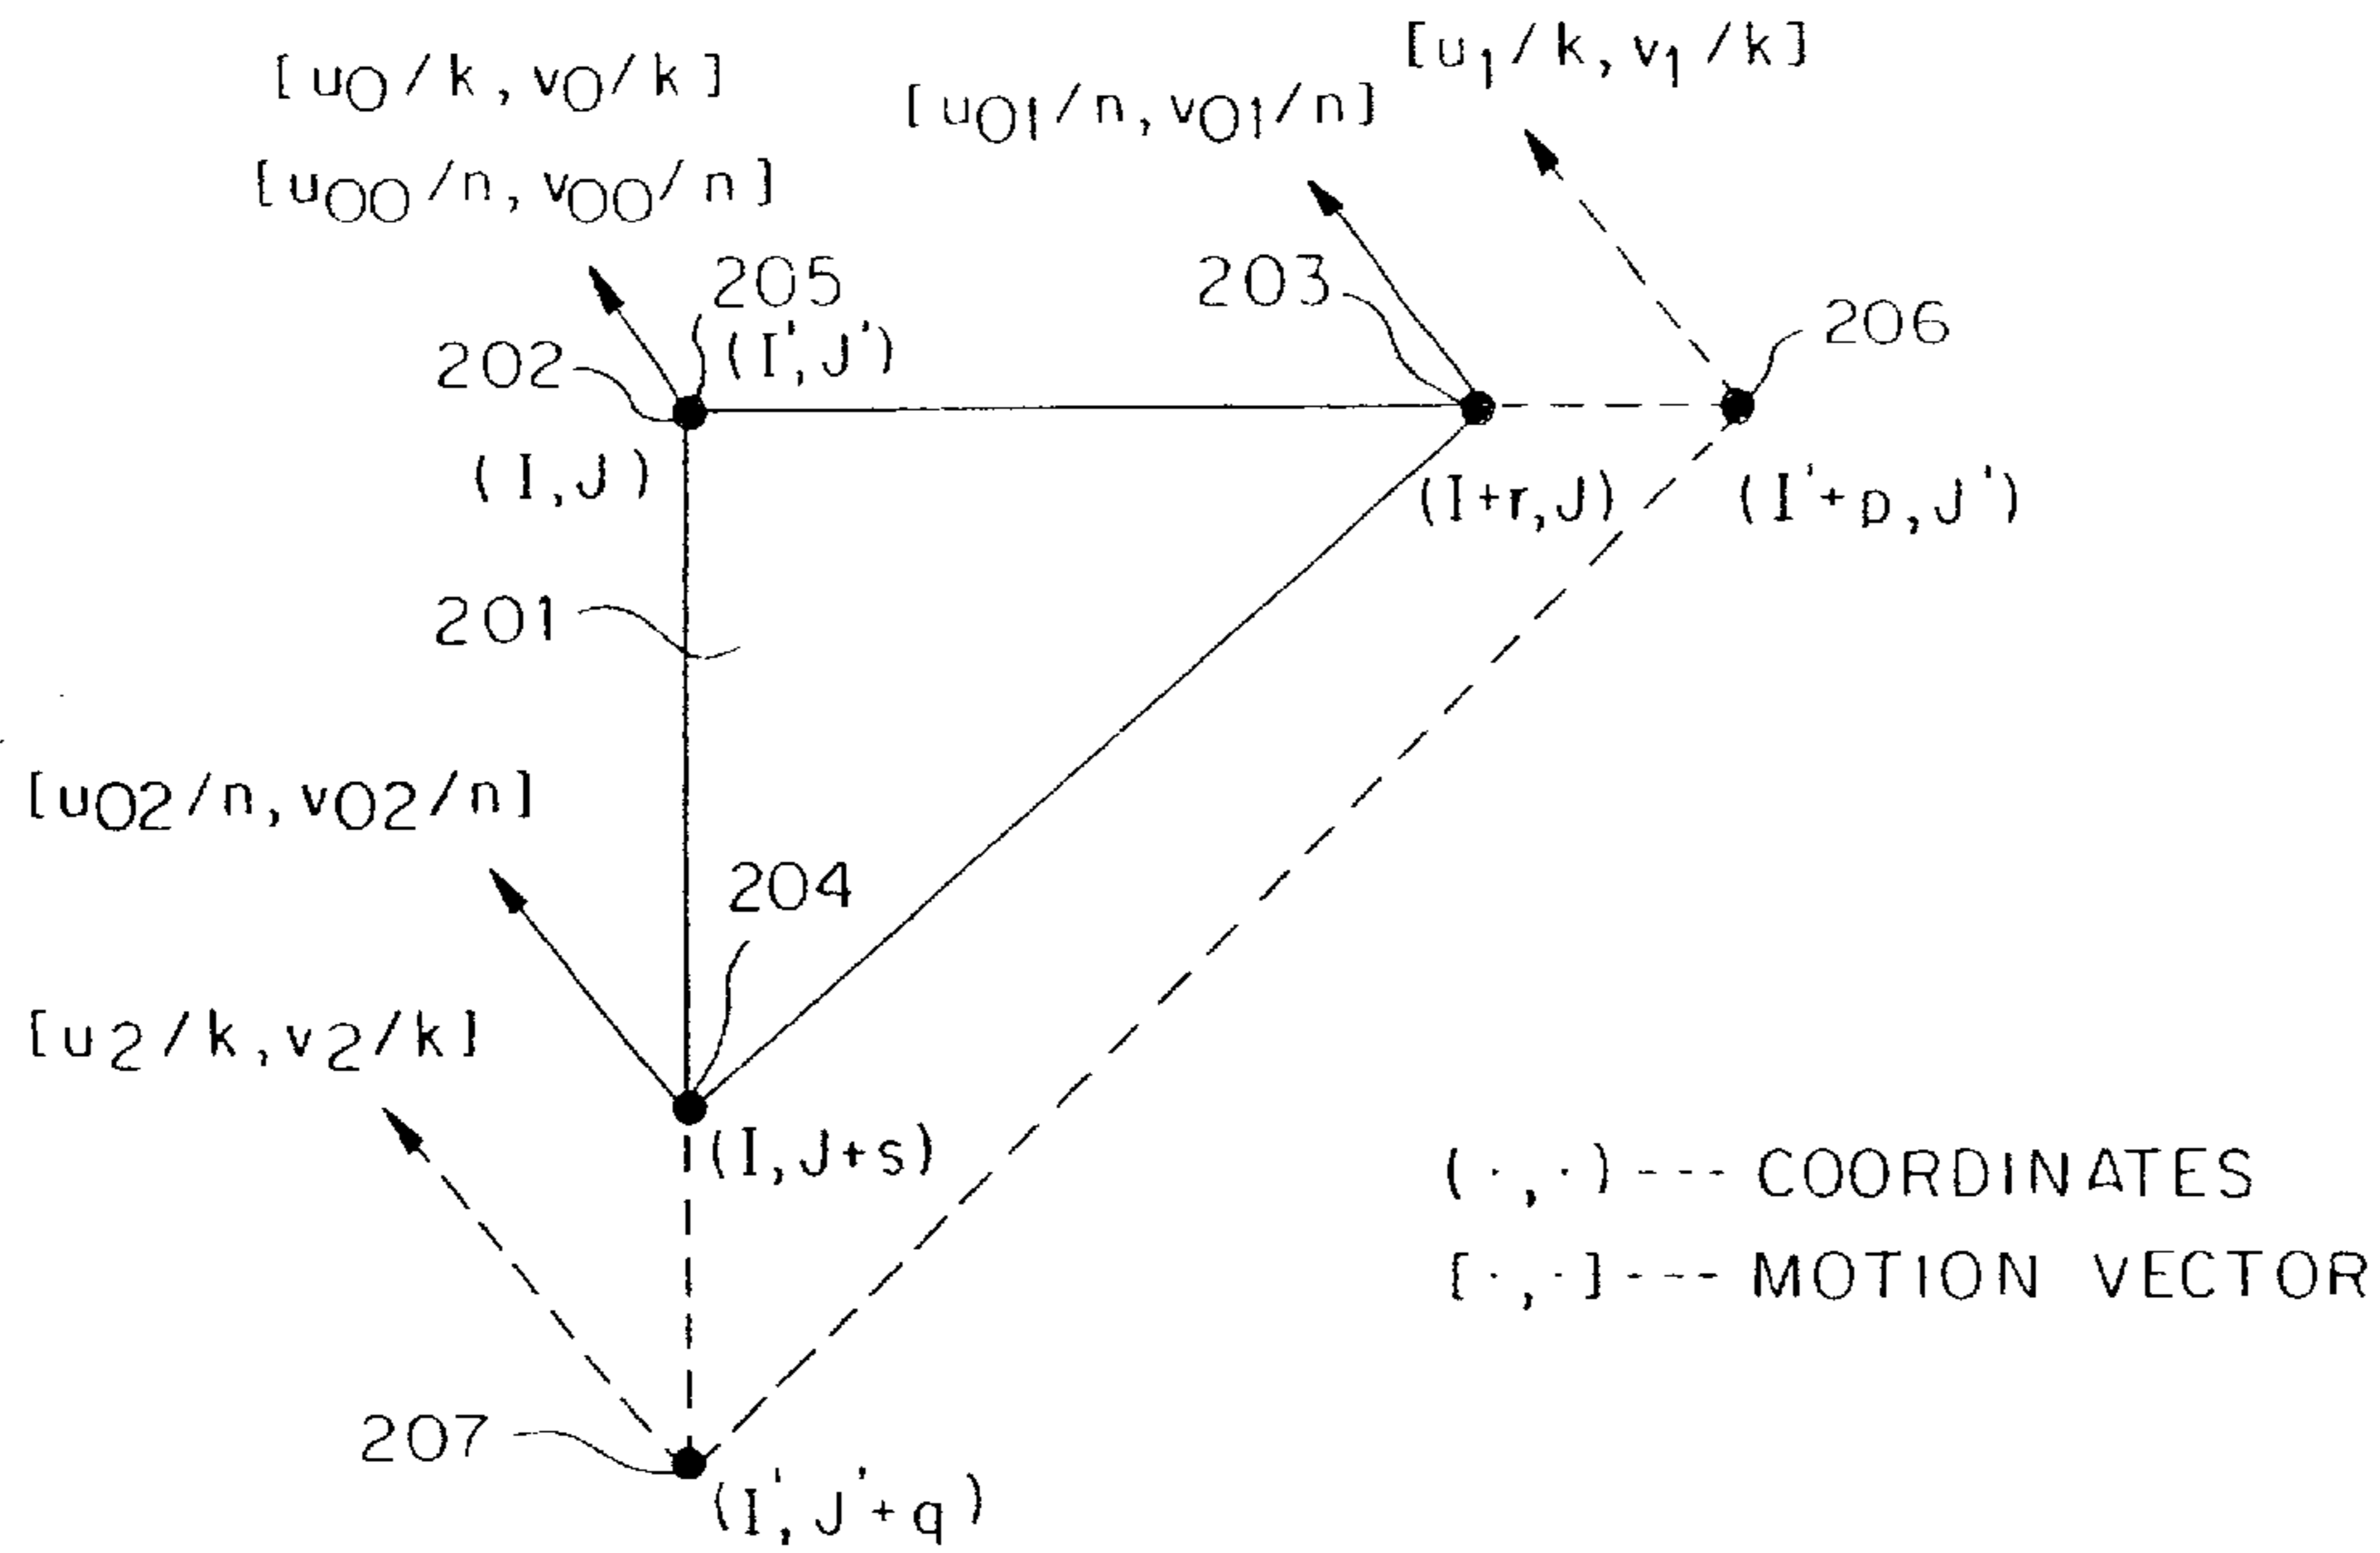 [u0/k,v0/k]
[u00/n,v00/n]
[u01/n,v01/n]
[u1/k,v1/k]
205
(I',J')
203
206
202
(I,J)
(I+r,J)
(I'+p,J')
201
[u02/n,v02/n]
204
[u2/k,v2/k]
(I,J+s)
(·,·)--- COORDINATES
[·,·]--- MOTION VECTOR
207
(I',J'+q)